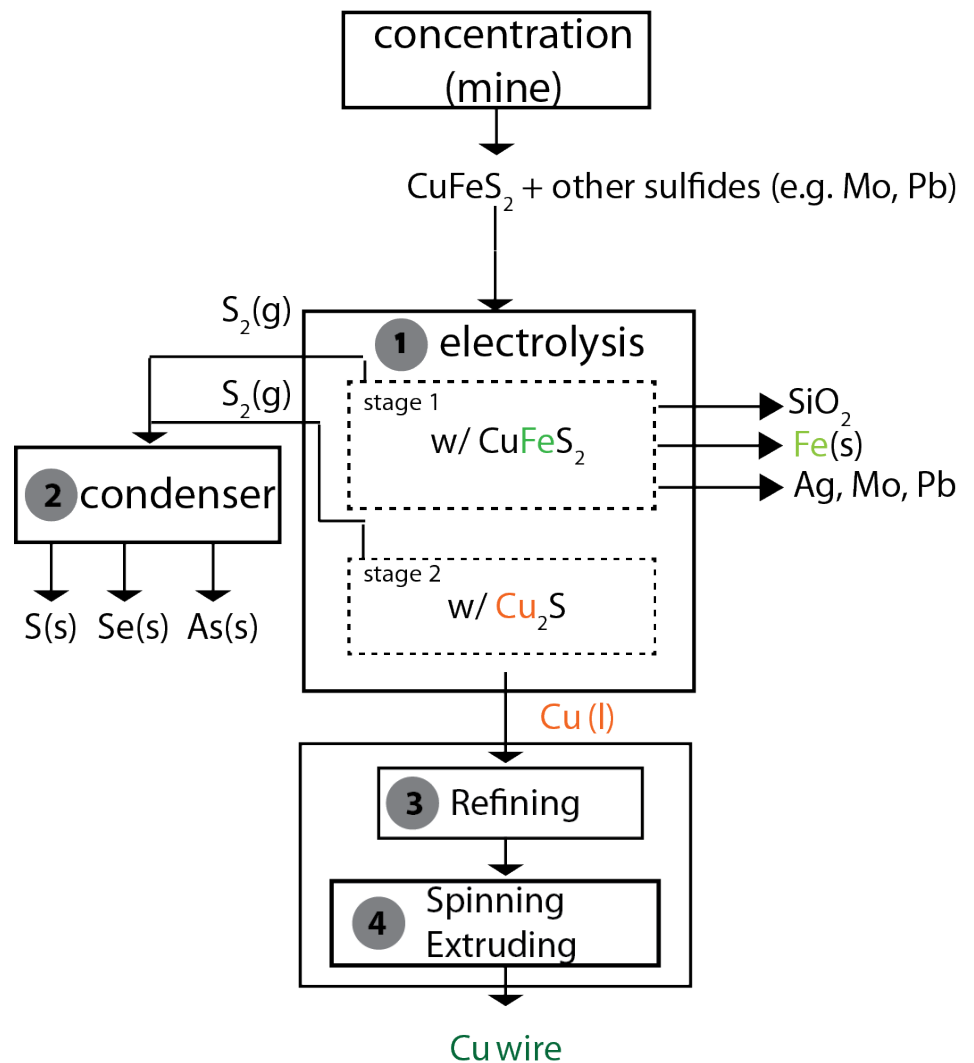 concentration
(mine)
CuFeS₂ + other sulfides (e.g. Mo, Pb)
S₂(g)
1 electrolysis
S₂(g)
stage 1
w/ CuFeS₂
SiO₂
Fe(s)
Ag, Mo, Pb
2 condenser
stage 2
w/ Cu₂S
S(s) Se(s) As(s)
Cu (l)
3 Refining
4 Spinning
Extruding
Cu wire